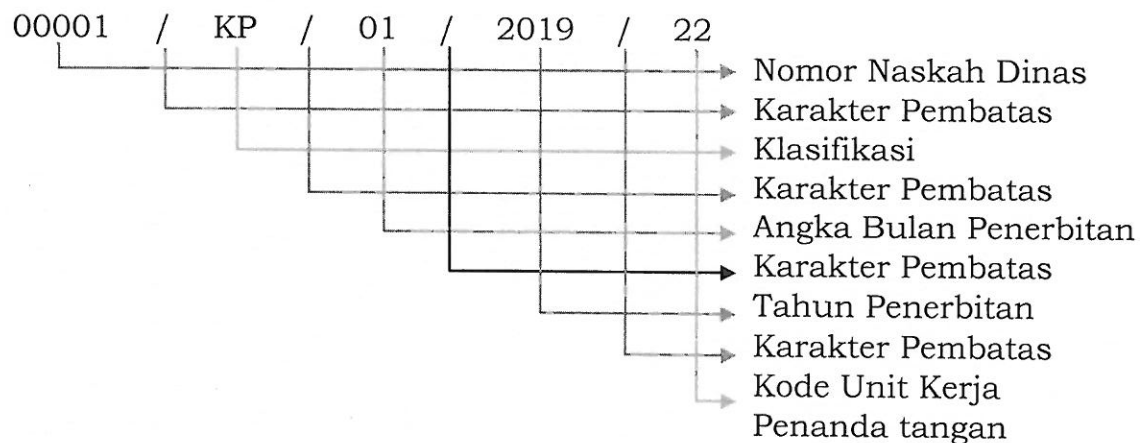 00001 / KP / 01 / 2019 / 22
Nomor Naskah Dinas
Karakter Pembatas
Klasifikasi
Karakter Pembatas
Angka Bulan Penerbitan
Karakter Pembatas
Tahun Penerbitan
Karakter Pembatas
Kode Unit Kerja
Penanda tangan